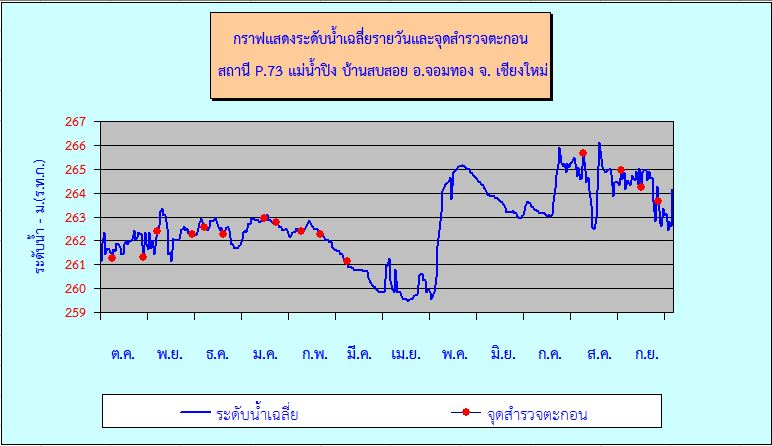 กราฟแสดงระดับน้ำเฉลี่ยรายวันและจุดสำรวจตะกอน
สถานี P.73 แม่น้ำปิง บ้านสบสอย อ.จอมทอง จ. เชียงใหม่
ระดับน้ำ - ม.(ร.ท.ก.)
267
266
265
264
263
262
261
260
259
ต.ค. พ.ย. ธ.ค. ม.ค. ก.พ. มี.ค. เม.ย. พ.ค. มิ.ย. ก.ค. ส.ค. ก.ย.
ระดับน้ำเฉลี่ย จุดสำรวจตะกอน